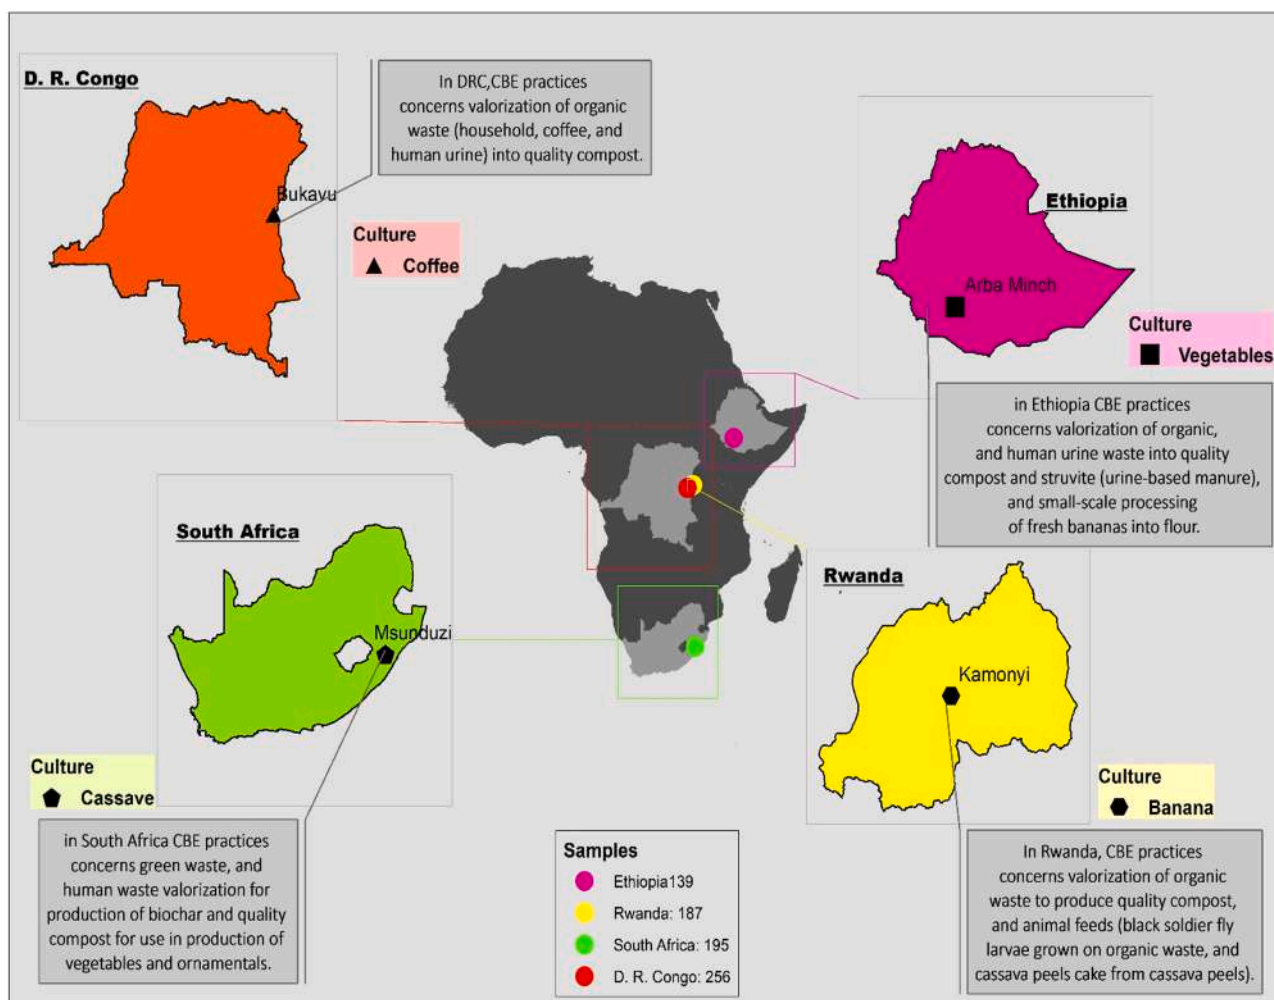 D. R. Congo
In DRC,CBE practices
concerns valorization of organic
waste (household, coffee, and
human urine) into quality compost.
Bukavu
Culture
Coffee
Ethiopia
Arba Minch
Culture
Vegetables
in Ethiopia CBE practices
concerns valorization of organic,
and human urine waste into quality
compost and struvite (urine-based manure),
and small-scale processing
of fresh bananas into flour.
South Africa
Msunduzi
Culture
Cassave
in South Africa CBE practices
concerns green waste, and
human waste valorization for
production of biochar and quality
compost for use in production of
vegetables and ornamentals.
Rwanda
Kamonyi
Culture
Banana
In Rwanda, CBE practices
concerns valorization of organic
waste to produce quality compost,
and animal feeds (black soldier fly
larvae grown on organic waste, and
cassava peels cake from cassava peels).
Samples
Ethiopia139
Rwanda: 187
South Africa: 195
D. R. Congo: 256